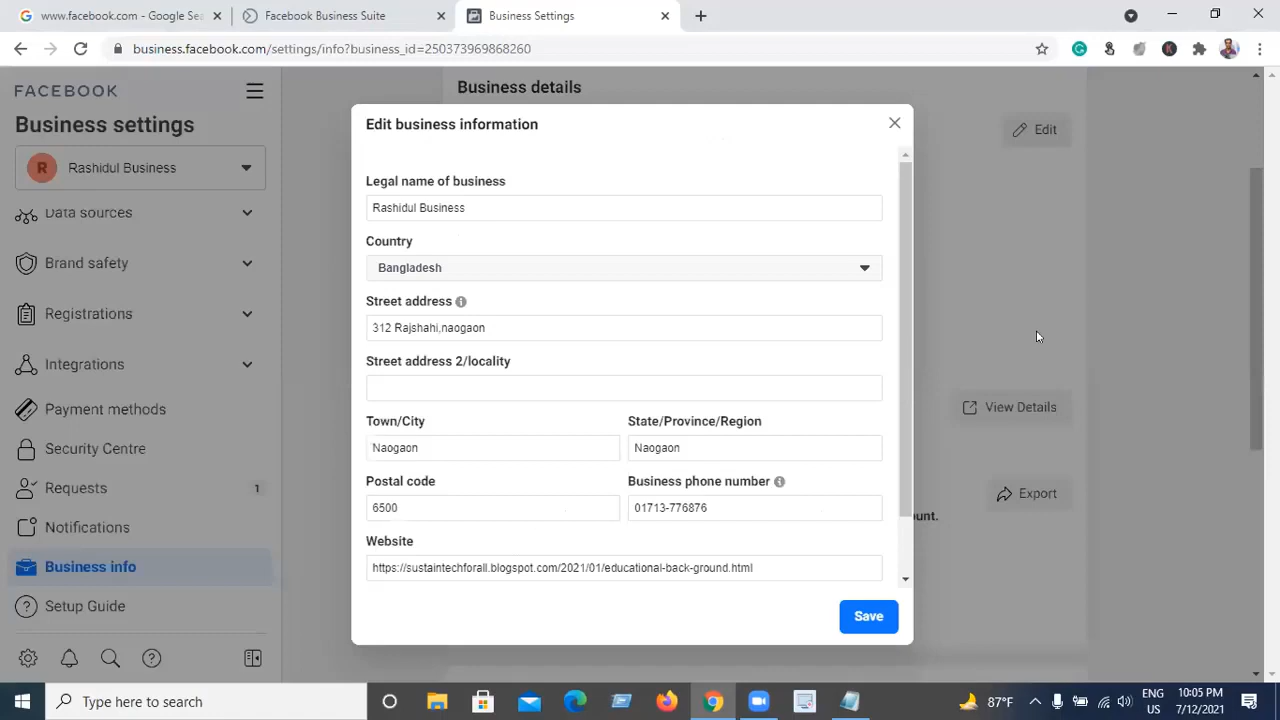 www.facebook.com - Google Se
Facebook Business Suite
Business Settings
business.facebook.com/settings/info?business_id=250373969868260
FACEBOOK
Business settings
R
Rashidul Business
Data sources
Brand safety
Registrations
Integrations
Payment methods
Security Centre
Requests
1
Notifications
Business info
Setup Guide
Business details
Edit
View Details
Export
ount.
Edit business information
Legal name of business
Rashidul Business
Country
Bangladesh
Street address
312 Rajshahi,naogaon
Street address 2/locality
Town/City
State/Province/Region
Naogaon
Naogaon
Postal code
Business phone number
6500
01713-776876
Website
https://sustaintechforall.blogspot.com/2021/01/educational-back-ground.html
Save
Type here to search
87°F
ENG
US
10:05 PM
7/12/2021